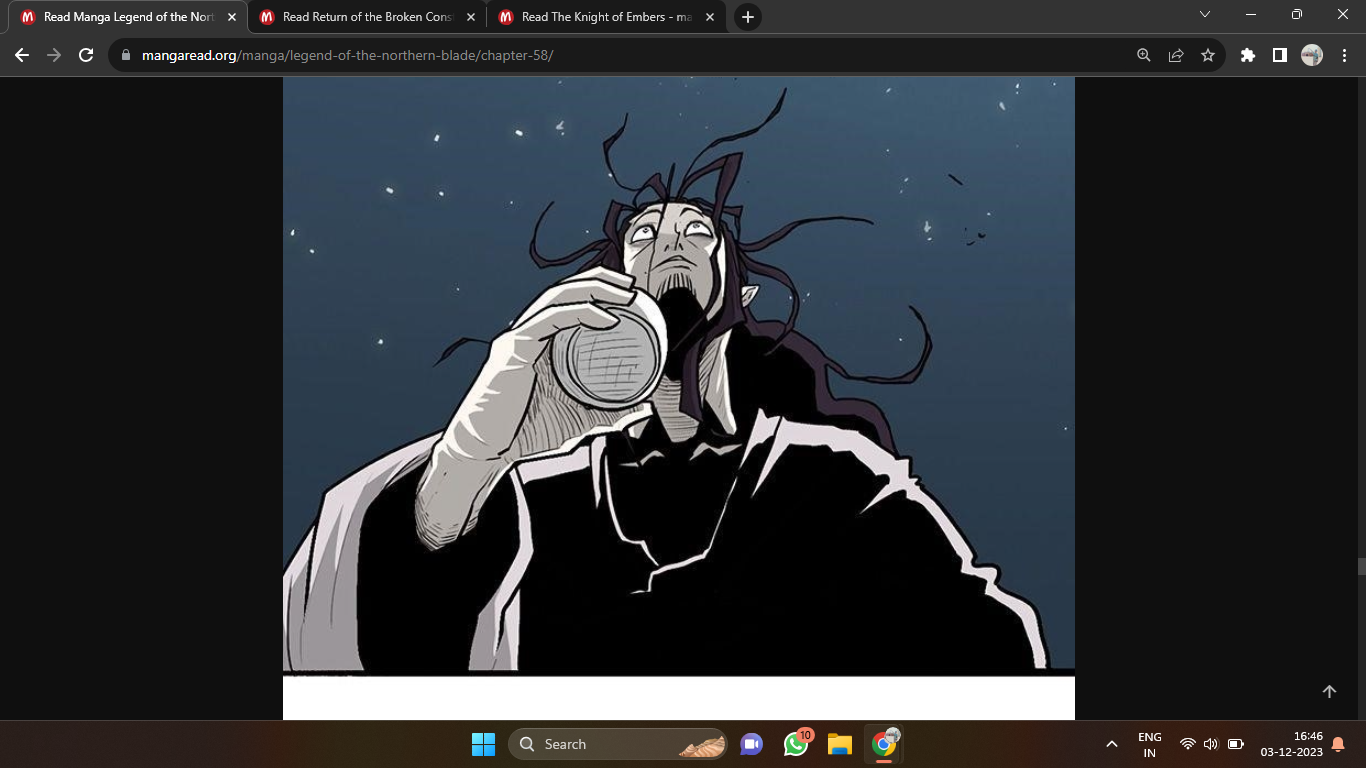 Read Manga Legend of the Nort
Read Return of the Broken Cons
Read The Knight of Embers - ma
mangaread.org/manga/legend-of-the-northern-blade/chapter-58/
Search
10
ENG
IN
16:46
03-12-2023